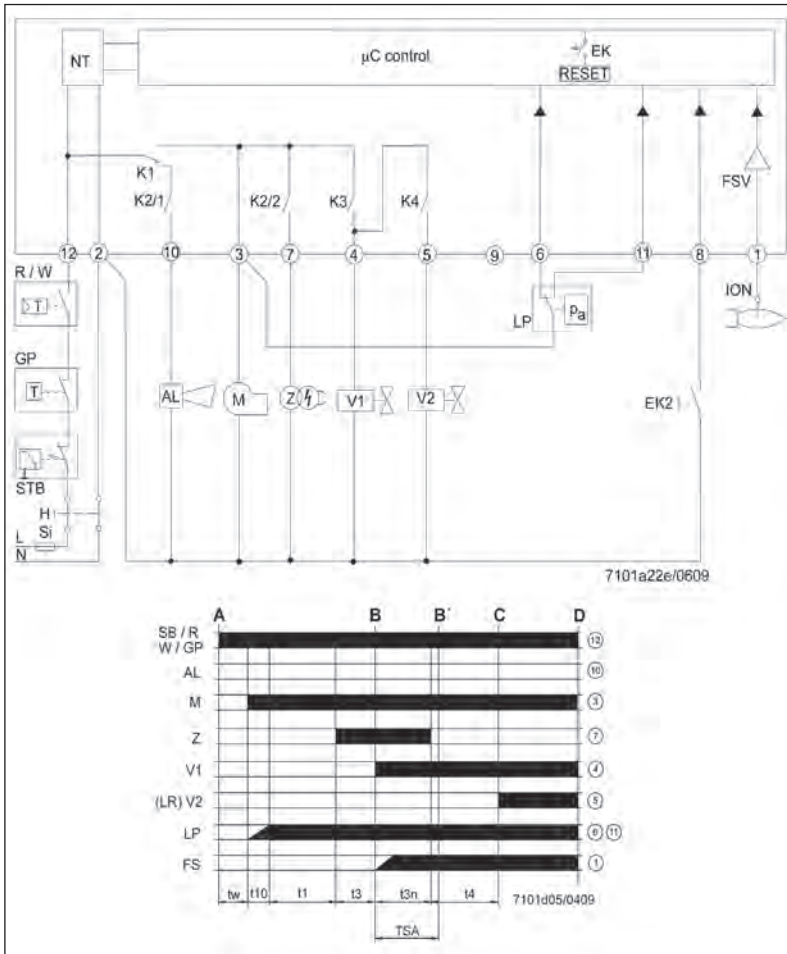 NT
μC control
EK
RESET
FSV
K1
K2/1
K2/2
K3
K4
12 2 10 3 7 4 5 9 6 11 8 1
R / W
T
GP
T
STB
H
Si
L
N
AL
M
Z
V1
V2
LP
pa
ION
EK2
7101a22e/0609
A B B´ C D
SB / R
W / GP
12
AL
10
M
3
Z
7
V1
4
(LR) V2
5
LP
6 11
FS
1
tw t10 t1 t3 t3n t4
7101d05/0409
TSA